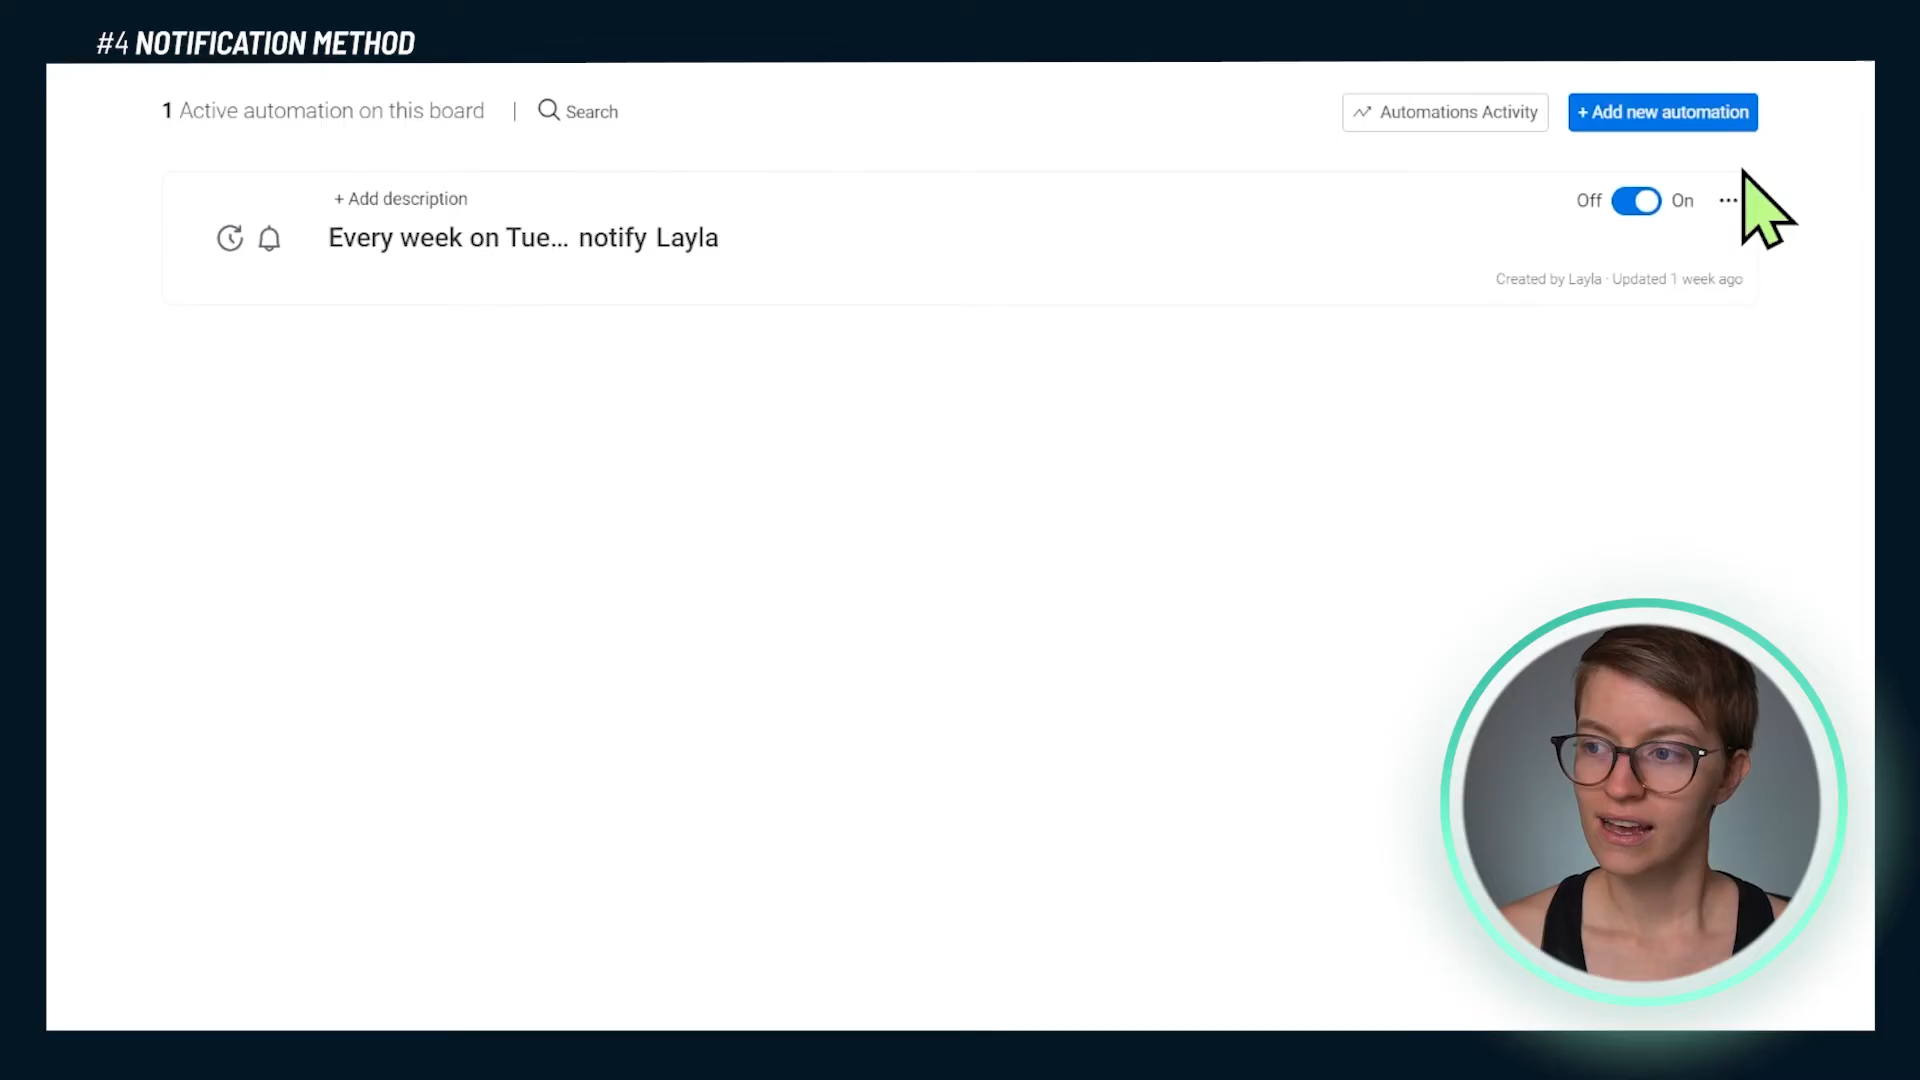 #4 NOTIFICATION METHOD
1 Active automation on this board | Search
Automations Activity
+ Add new automation
+ Add description
Off On ...
Every week on Tue... notify Layla
Created by Layla · Updated 1 week ago